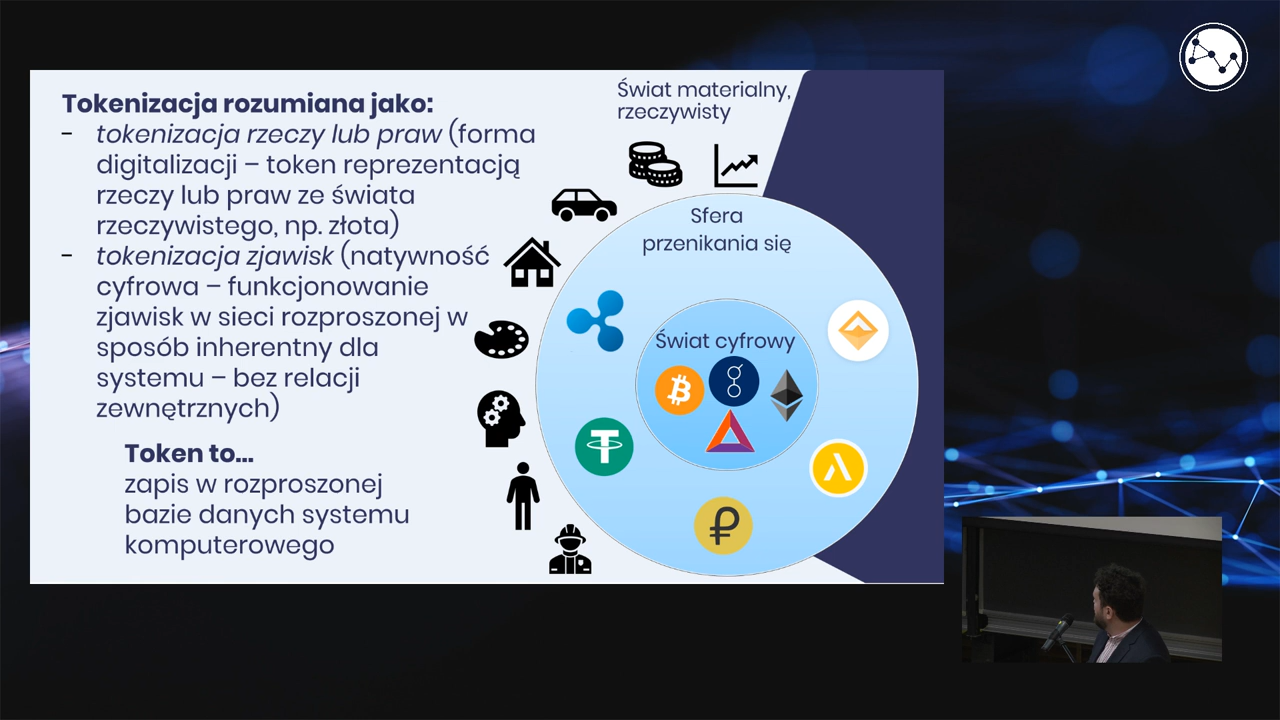 Tokenizacja rozumiana jako:
- tokenizacja rzeczy lub praw (forma
digitalizacji – token reprezentacją
rzeczy lub praw ze świata
rzeczywistego, np. złota)
- tokenizacja zjawisk (natywność
cyfrowa – funkcjonowanie
zjawisk w sieci rozproszonej w
sposób inherentny dla
systemu – bez relacji
zewnętrznych)
Token to...
zapis w rozproszonej
bazie danych systemu
komputerowego
Świat materialny,
rzeczywisty
Sfera
przenikania się
Świat cyfrowy